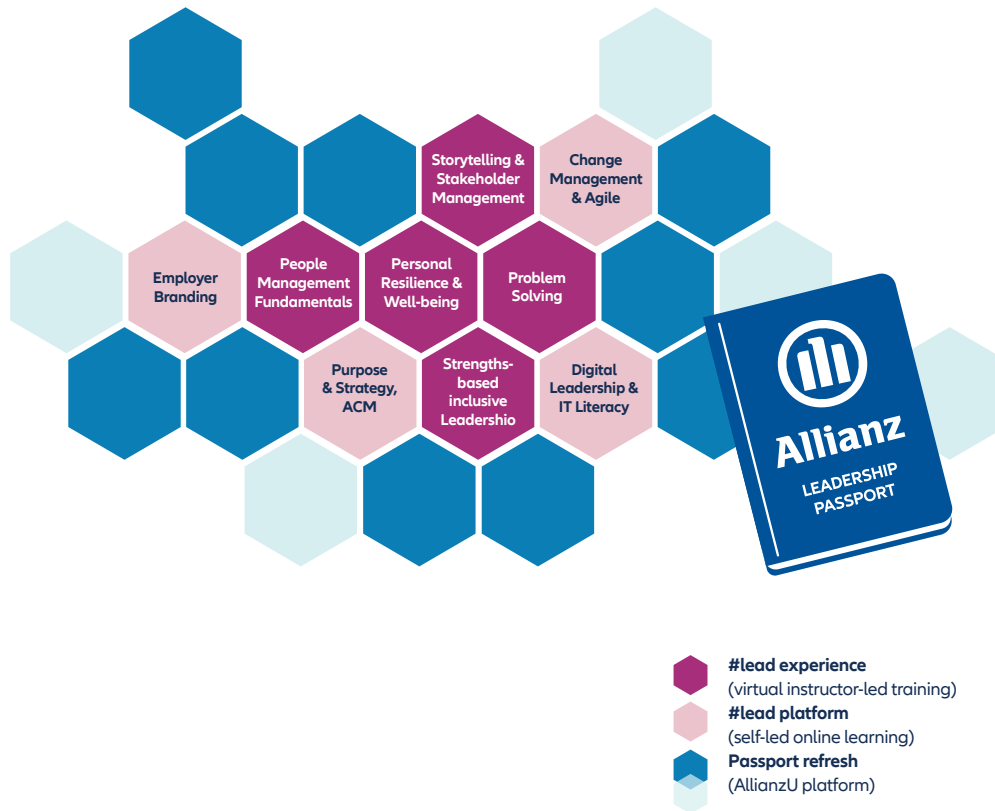 Storytelling &
Stakeholder
Management
Change
Management
& Agile
Employer
Branding
People
Management
Fundamentals
Personal
Resilience &
Well-being
Problem
Solving
Purpose
& Strategy,
ACM
Strengths-
based
inclusive
Leadershio
Digital
Leadership &
IT Literacy
Allianz
LEADERSHIP
PASSPORT
#lead experience
(virtual instructor-led training)
#lead platform
(self-led online learning)
Passport refresh
(AllianzU platform)